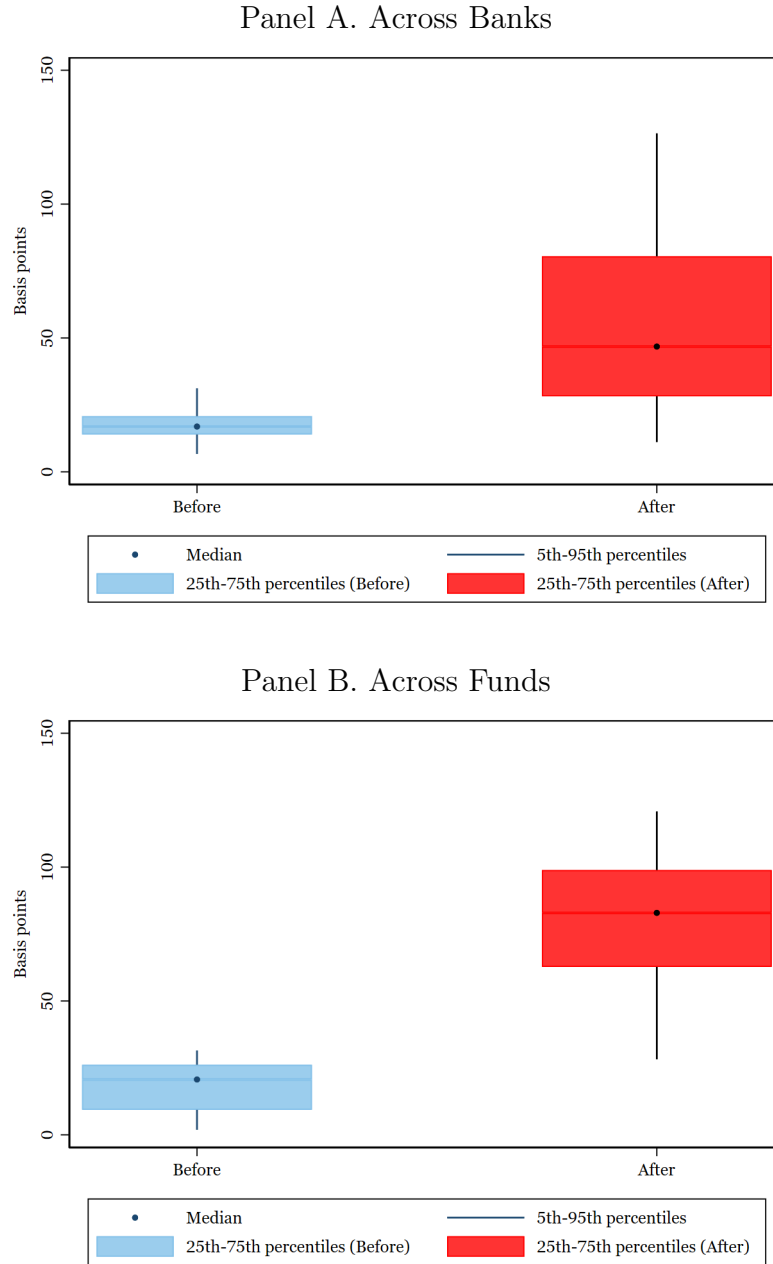 Panel A. Across Banks
150
100
50
0
Basis points
Before
After
Median
5th-95th percentiles
25th-75th percentiles (Before)
25th-75th percentiles (After)
Panel B. Across Funds
150
100
50
0
Basis points
Before
After
Median
5th-95th percentiles
25th-75th percentiles (Before)
25th-75th percentiles (After)